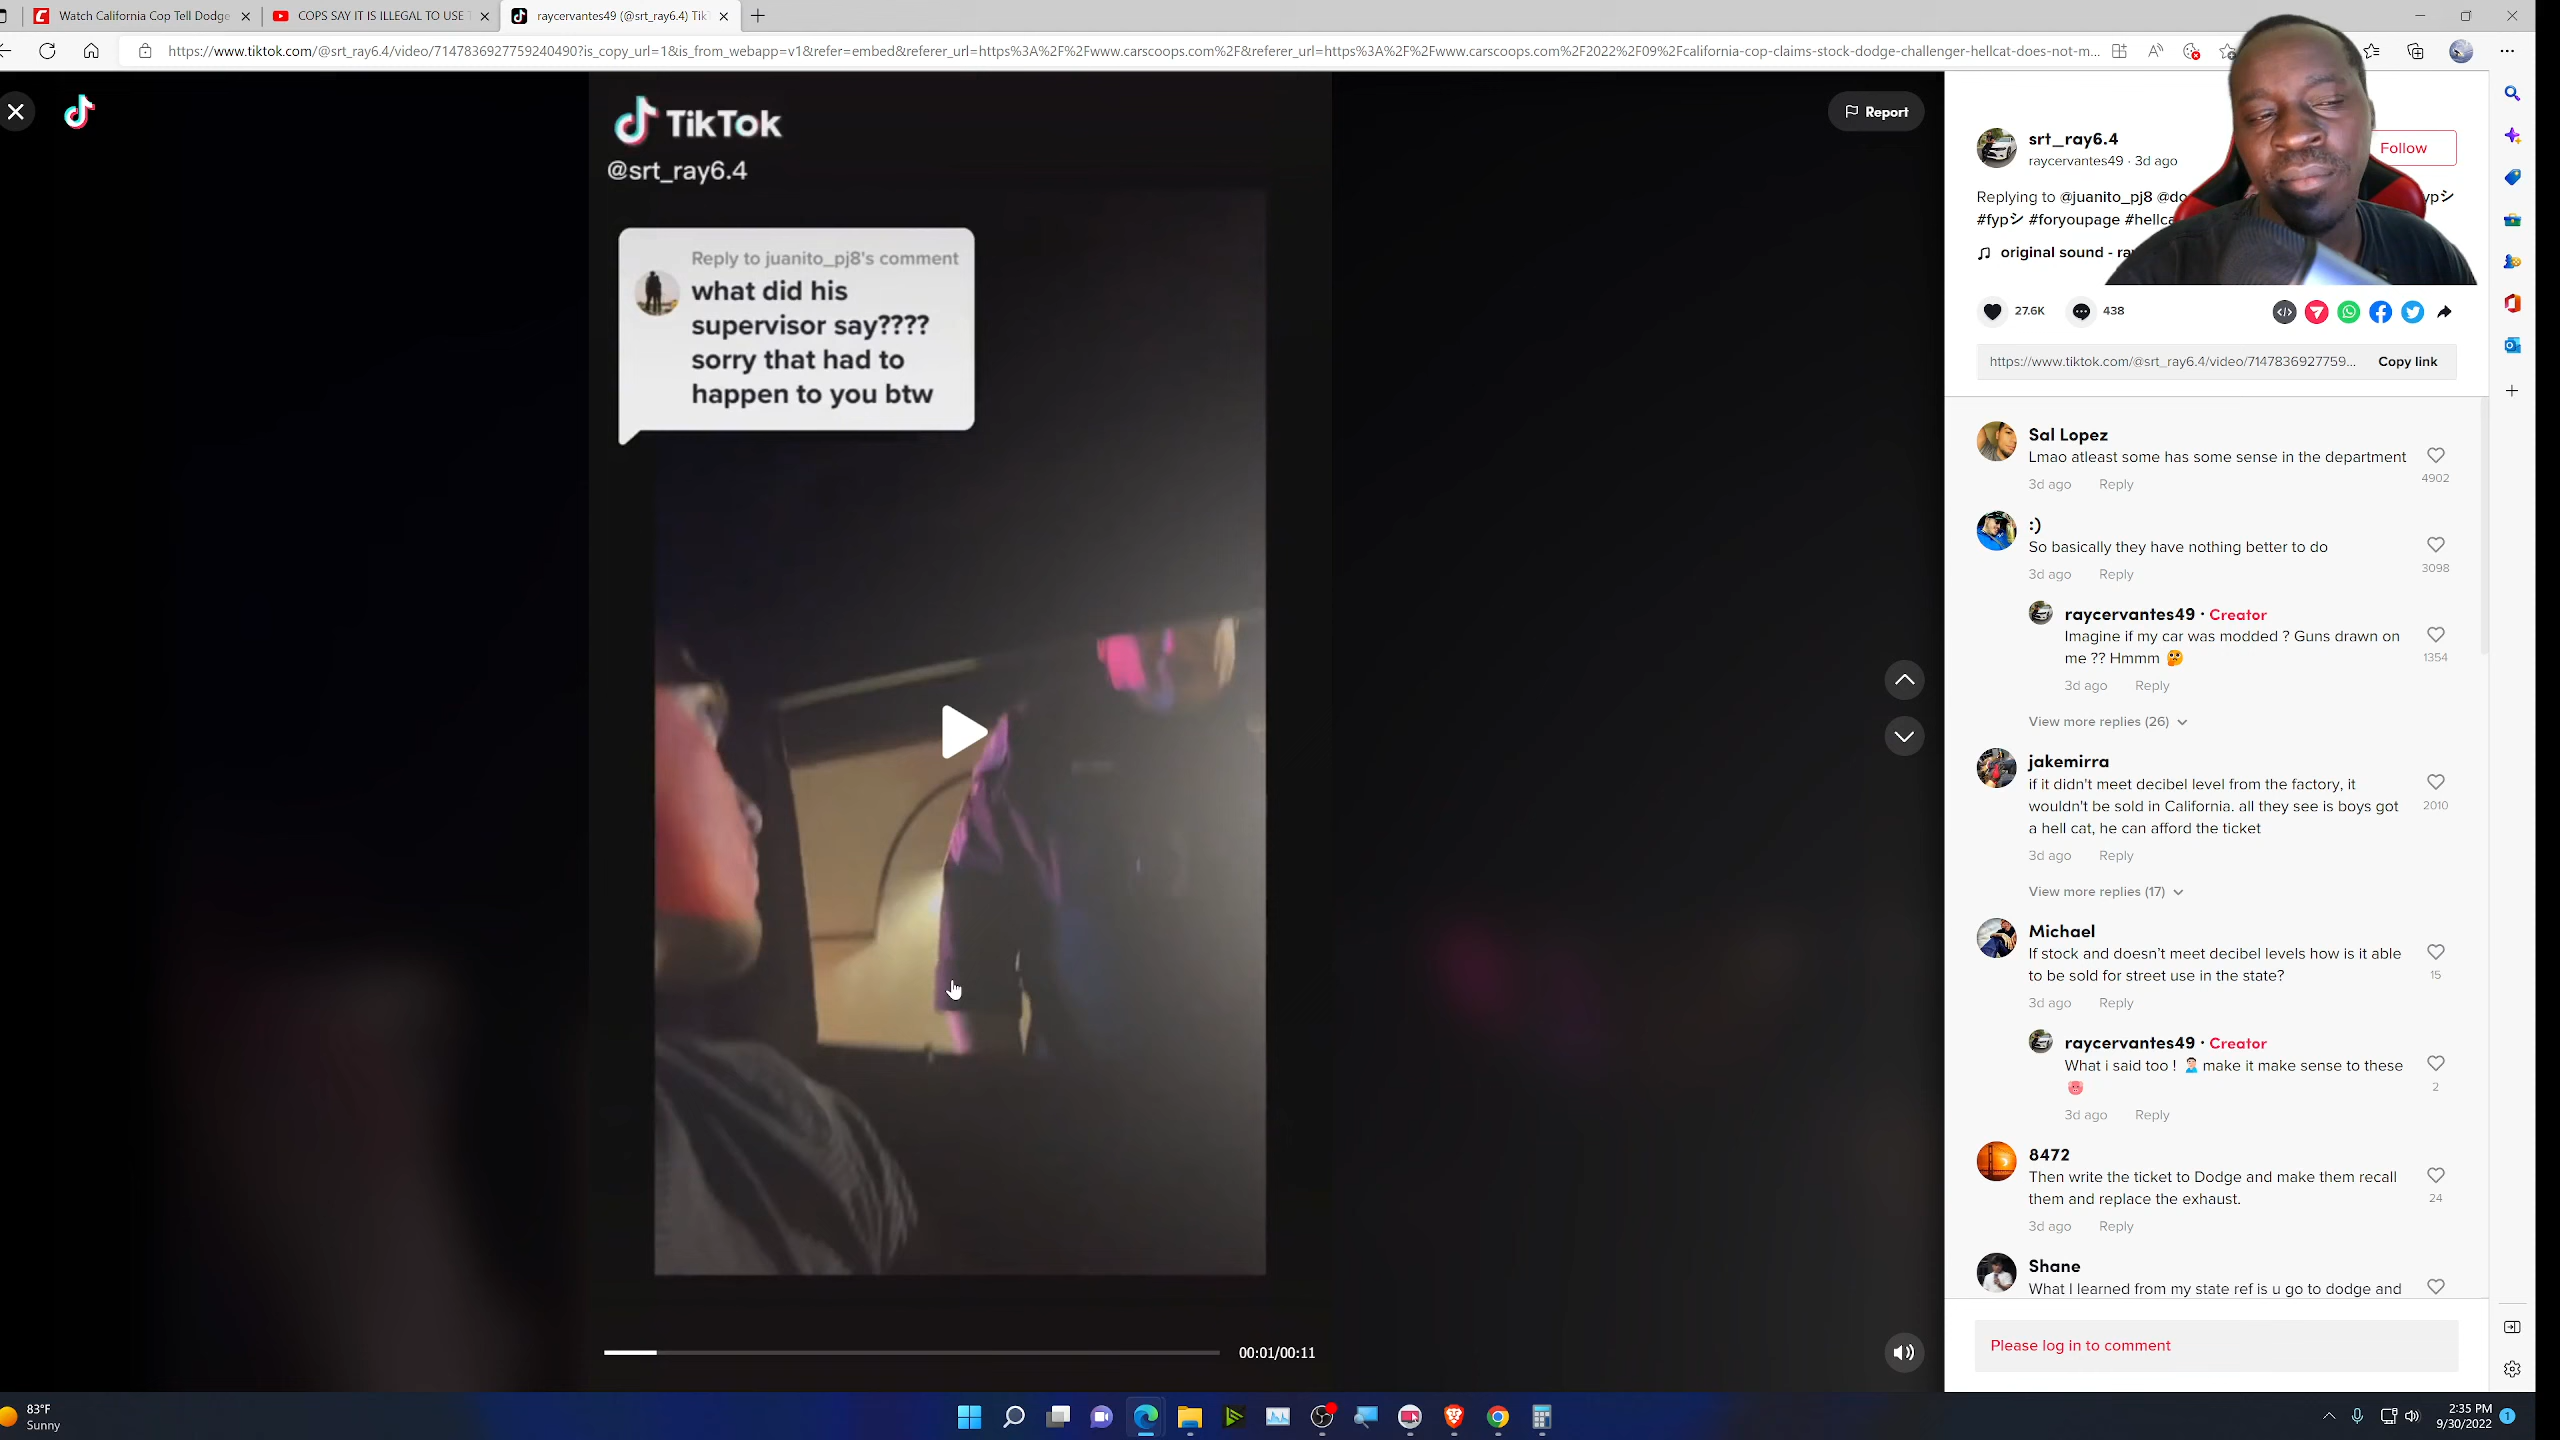 Watch California Cop Tell Dodge
COPS SAY IT IS ILLEGAL TO USE
raycervantes49 (@srt_ray6.4) Tik
https://www.tiktok.com/@srt_ray6.4/video/7147836927759240490?is_copy_url=1&is_from_webapp=v1&refer=embed&referer_url=https%3A%2F%2Fwww.carscoops.com%2F&referer_url=https%3A%2F%2Fwww.carscoops.com%2F2022%2F09%2Fcalifornia-cop-claims-stock-dodge-challenger-hellcat-does-not-m...
TikTok
@srt_ray6.4
Report
Reply to juanito_pj8's comment
what did his
supervisor say????
sorry that had to
happen to you btw
00:01/00:11
srt_ray6.4
raycervantes49 · 3d ago
Follow
Replying to @juanito_pj8 @do
ypシ
#fypシ #foryoupage #hellca
original sound - ra
27.6K
438
https://www.tiktok.com/@srt_ray6.4/video/7147836927759...
Copy link
Sal Lopez
Lmao atleast some has some sense in the department
4902
3d ago Reply
:)
So basically they have nothing better to do
3098
3d ago Reply
raycervantes49 · Creator
Imagine if my car was modded ? Guns drawn on
me ?? Hmmm 🤔
1354
3d ago Reply
View more replies (26)
jakemirra
if it didn't meet decibel level from the factory, it
wouldn't be sold in California. all they see is boys got
2010
a hell cat, he can afford the ticket
3d ago Reply
View more replies (17)
Michael
If stock and doesn't meet decibel levels how is it able
to be sold for street use in the state?
15
3d ago Reply
raycervantes49 · Creator
What i said too ! 🤦🏻‍♂️ make it make sense to these
🐷
2
3d ago Reply
8472
Then write the ticket to Dodge and make them recall
them and replace the exhaust.
24
3d ago Reply
Shane
What I learned from my state ref is u go to dodge and
Please log in to comment
83°F
Sunny
2:35 PM
9/30/2022
1